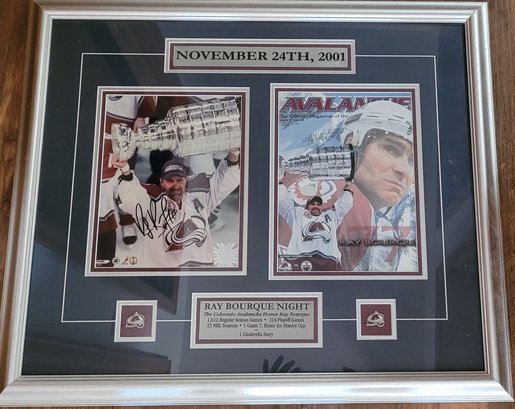 NOVEMBER 24TH, 2001
AVALANCHE
The Official Magazine of the
A
A
RAY BOURQUE
77
RAY BOURQUE NIGHT
The Colorado Avalanche Honor Ray Bourque
1,612 Regular Season Games • 214 Playoff Games
22 NHL Seasons • 1 Game 7, Home Ice Stanley Cup
1 Cinderella Story